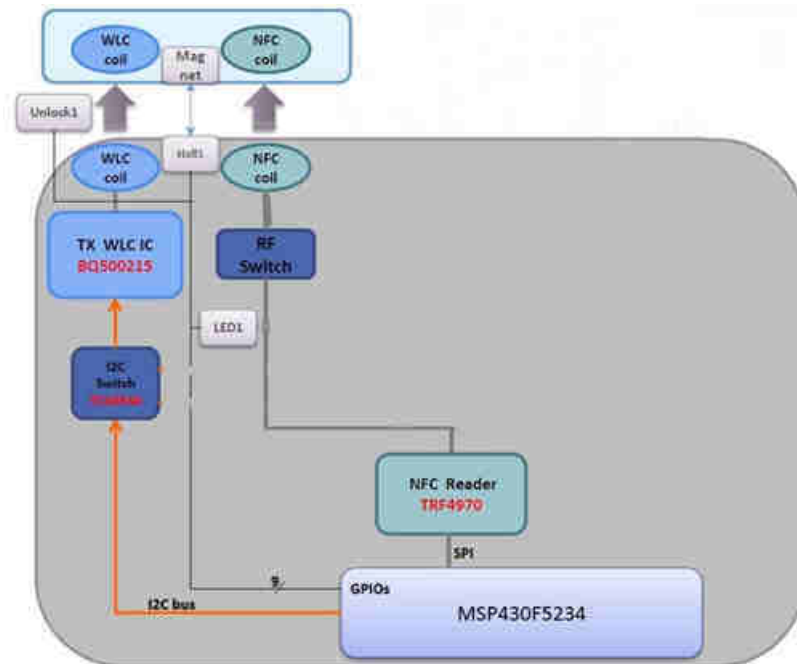 WLC
coil
NFC
coil
Mag
net
Unlock1
WLC
coil
Hall1
NFC
coil
TX WLC IC
BQ500215
RF
Switch
LED1
I2C
Switch
NFC Reader
TRF4970
SPI
9
GPIOs
I2C bus
MSP430F5234